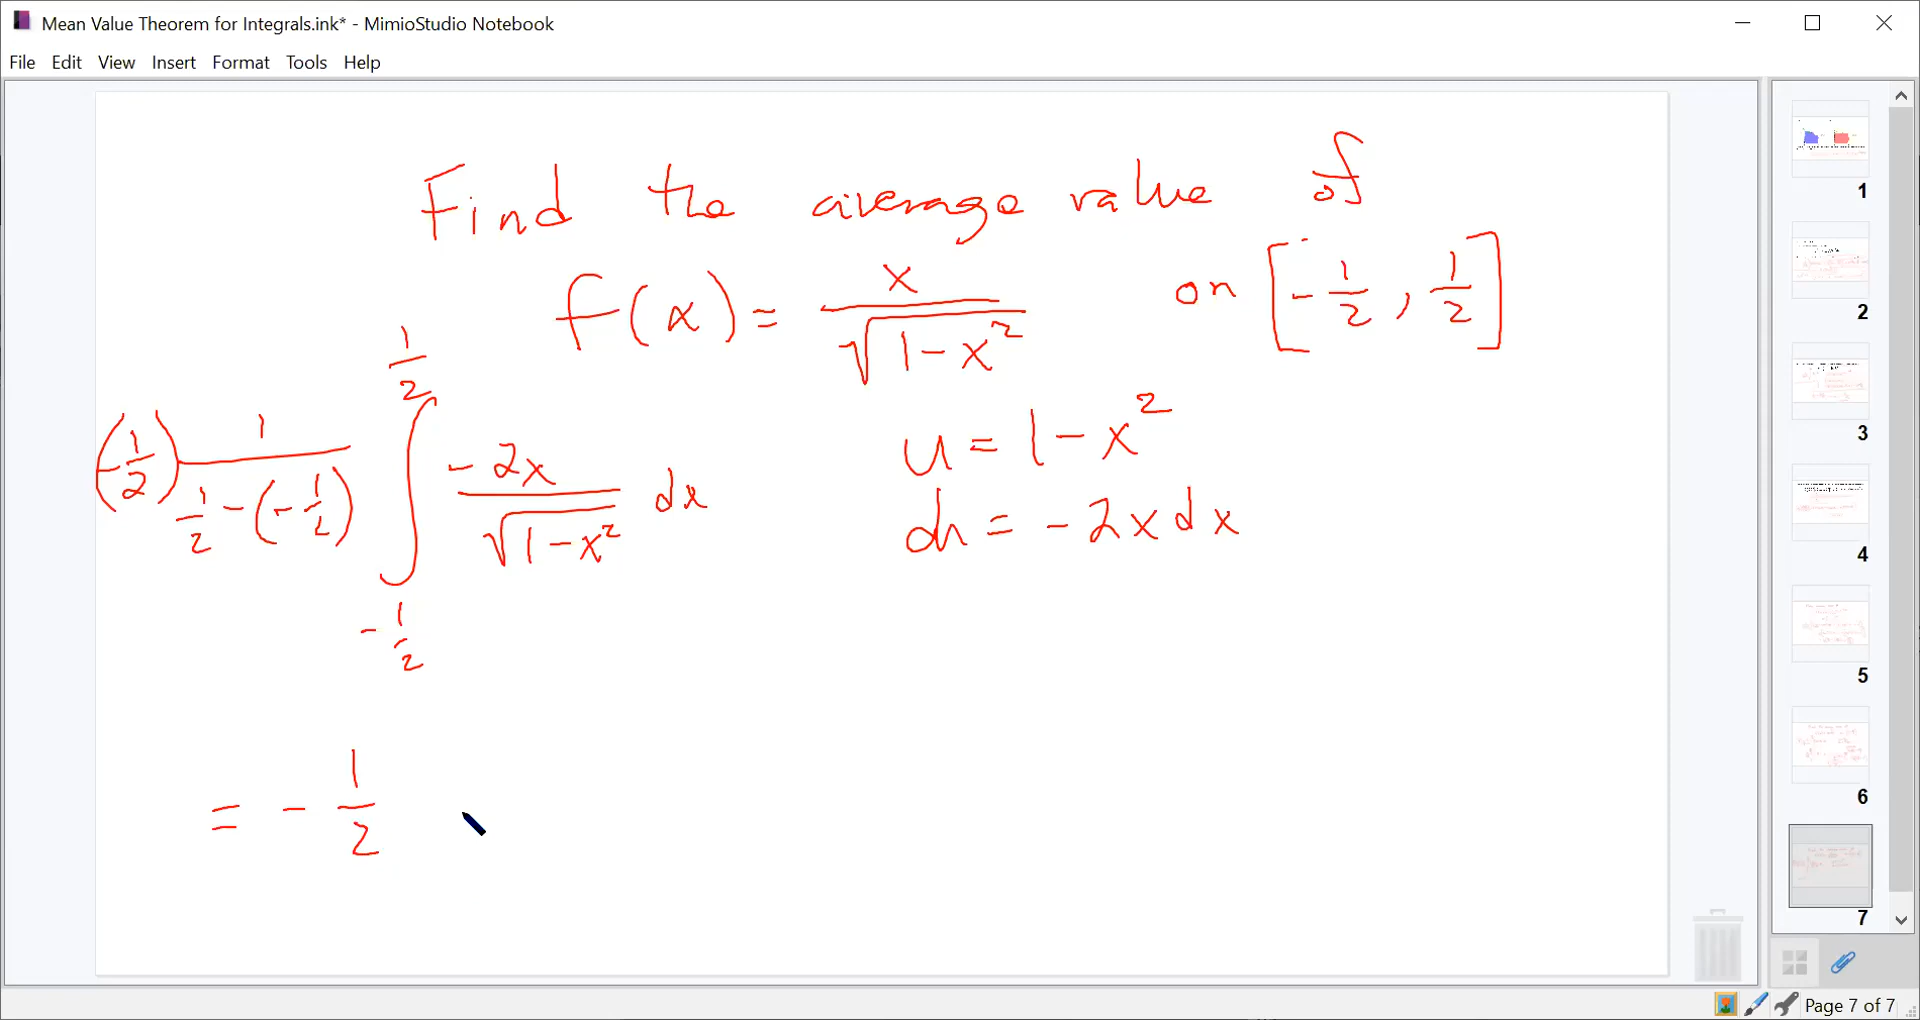 Mean Value Theorem for Integrals.ink* - MimioStudio Notebook
File Edit View Insert Format Tools Help
Find the average value of
f(x) = x / √(1-x²) on [-1/2, 1/2]
(-1/2) 1 / (1/2 - (-1/2)) ∫_{-1/2}^{1/2} -2x / √(1-x²) dx
u = 1-x²
du = -2x dx
= - 1/2
1
2
3
4
5
6
7
Page 7 of 7